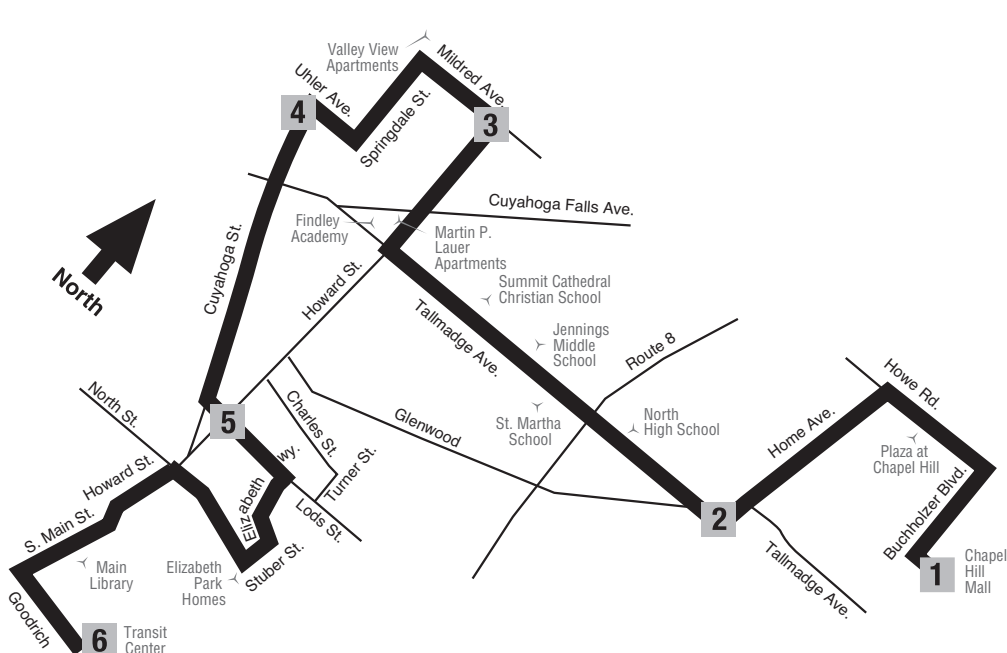 Valley View
Apartments
Mildred Ave.
Uhler Ave.
4
Springdale St.
3
Cuyahoga Falls Ave.
Findley
Academy
Martin P.
Lauer
Apartments
Cuyahoga St.
North
Howard St.
Summit Cathedral
Christian School
Tallmadge Ave.
Jennings
Middle
School
Route 8
Howe Rd.
North St.
Charles St.
Glenwood
St. Martha
School
North
High School
Home Ave.
Plaza at
Chapel Hill
5
Howard St.
Elizabeth
wy.
Turner St.
Lods St.
S. Main St.
Main
Library
Elizabeth
Park
Homes
Stuber St.
2
Tallmadge Ave.
Buchholzer Blvd.
1
Chapel
Hill
Mall
Goodrich
6
Transit
Center